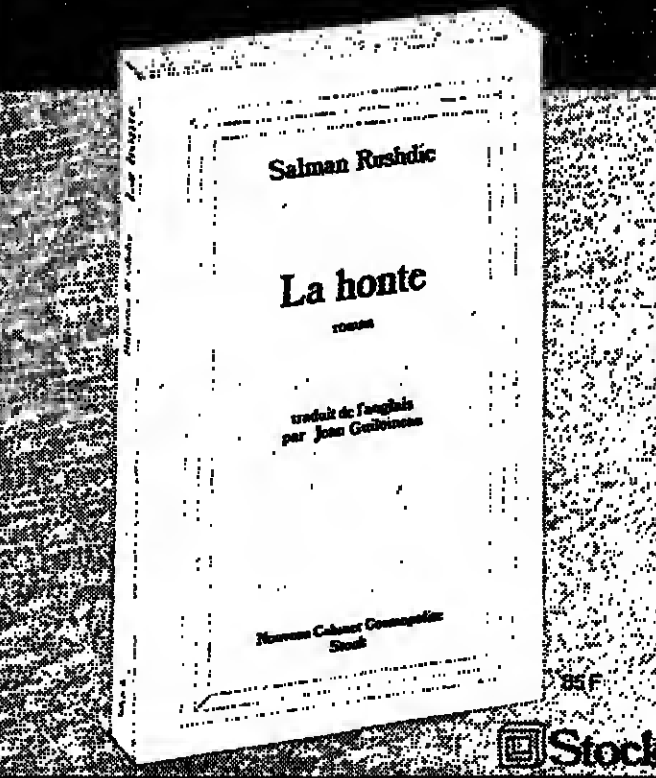 Salman Rushdie
La honte
roman
traduit de l'anglais
par Jean Guiloineau
Nouveau Cabinet Cosmopolite
Stock
85 F
Stock